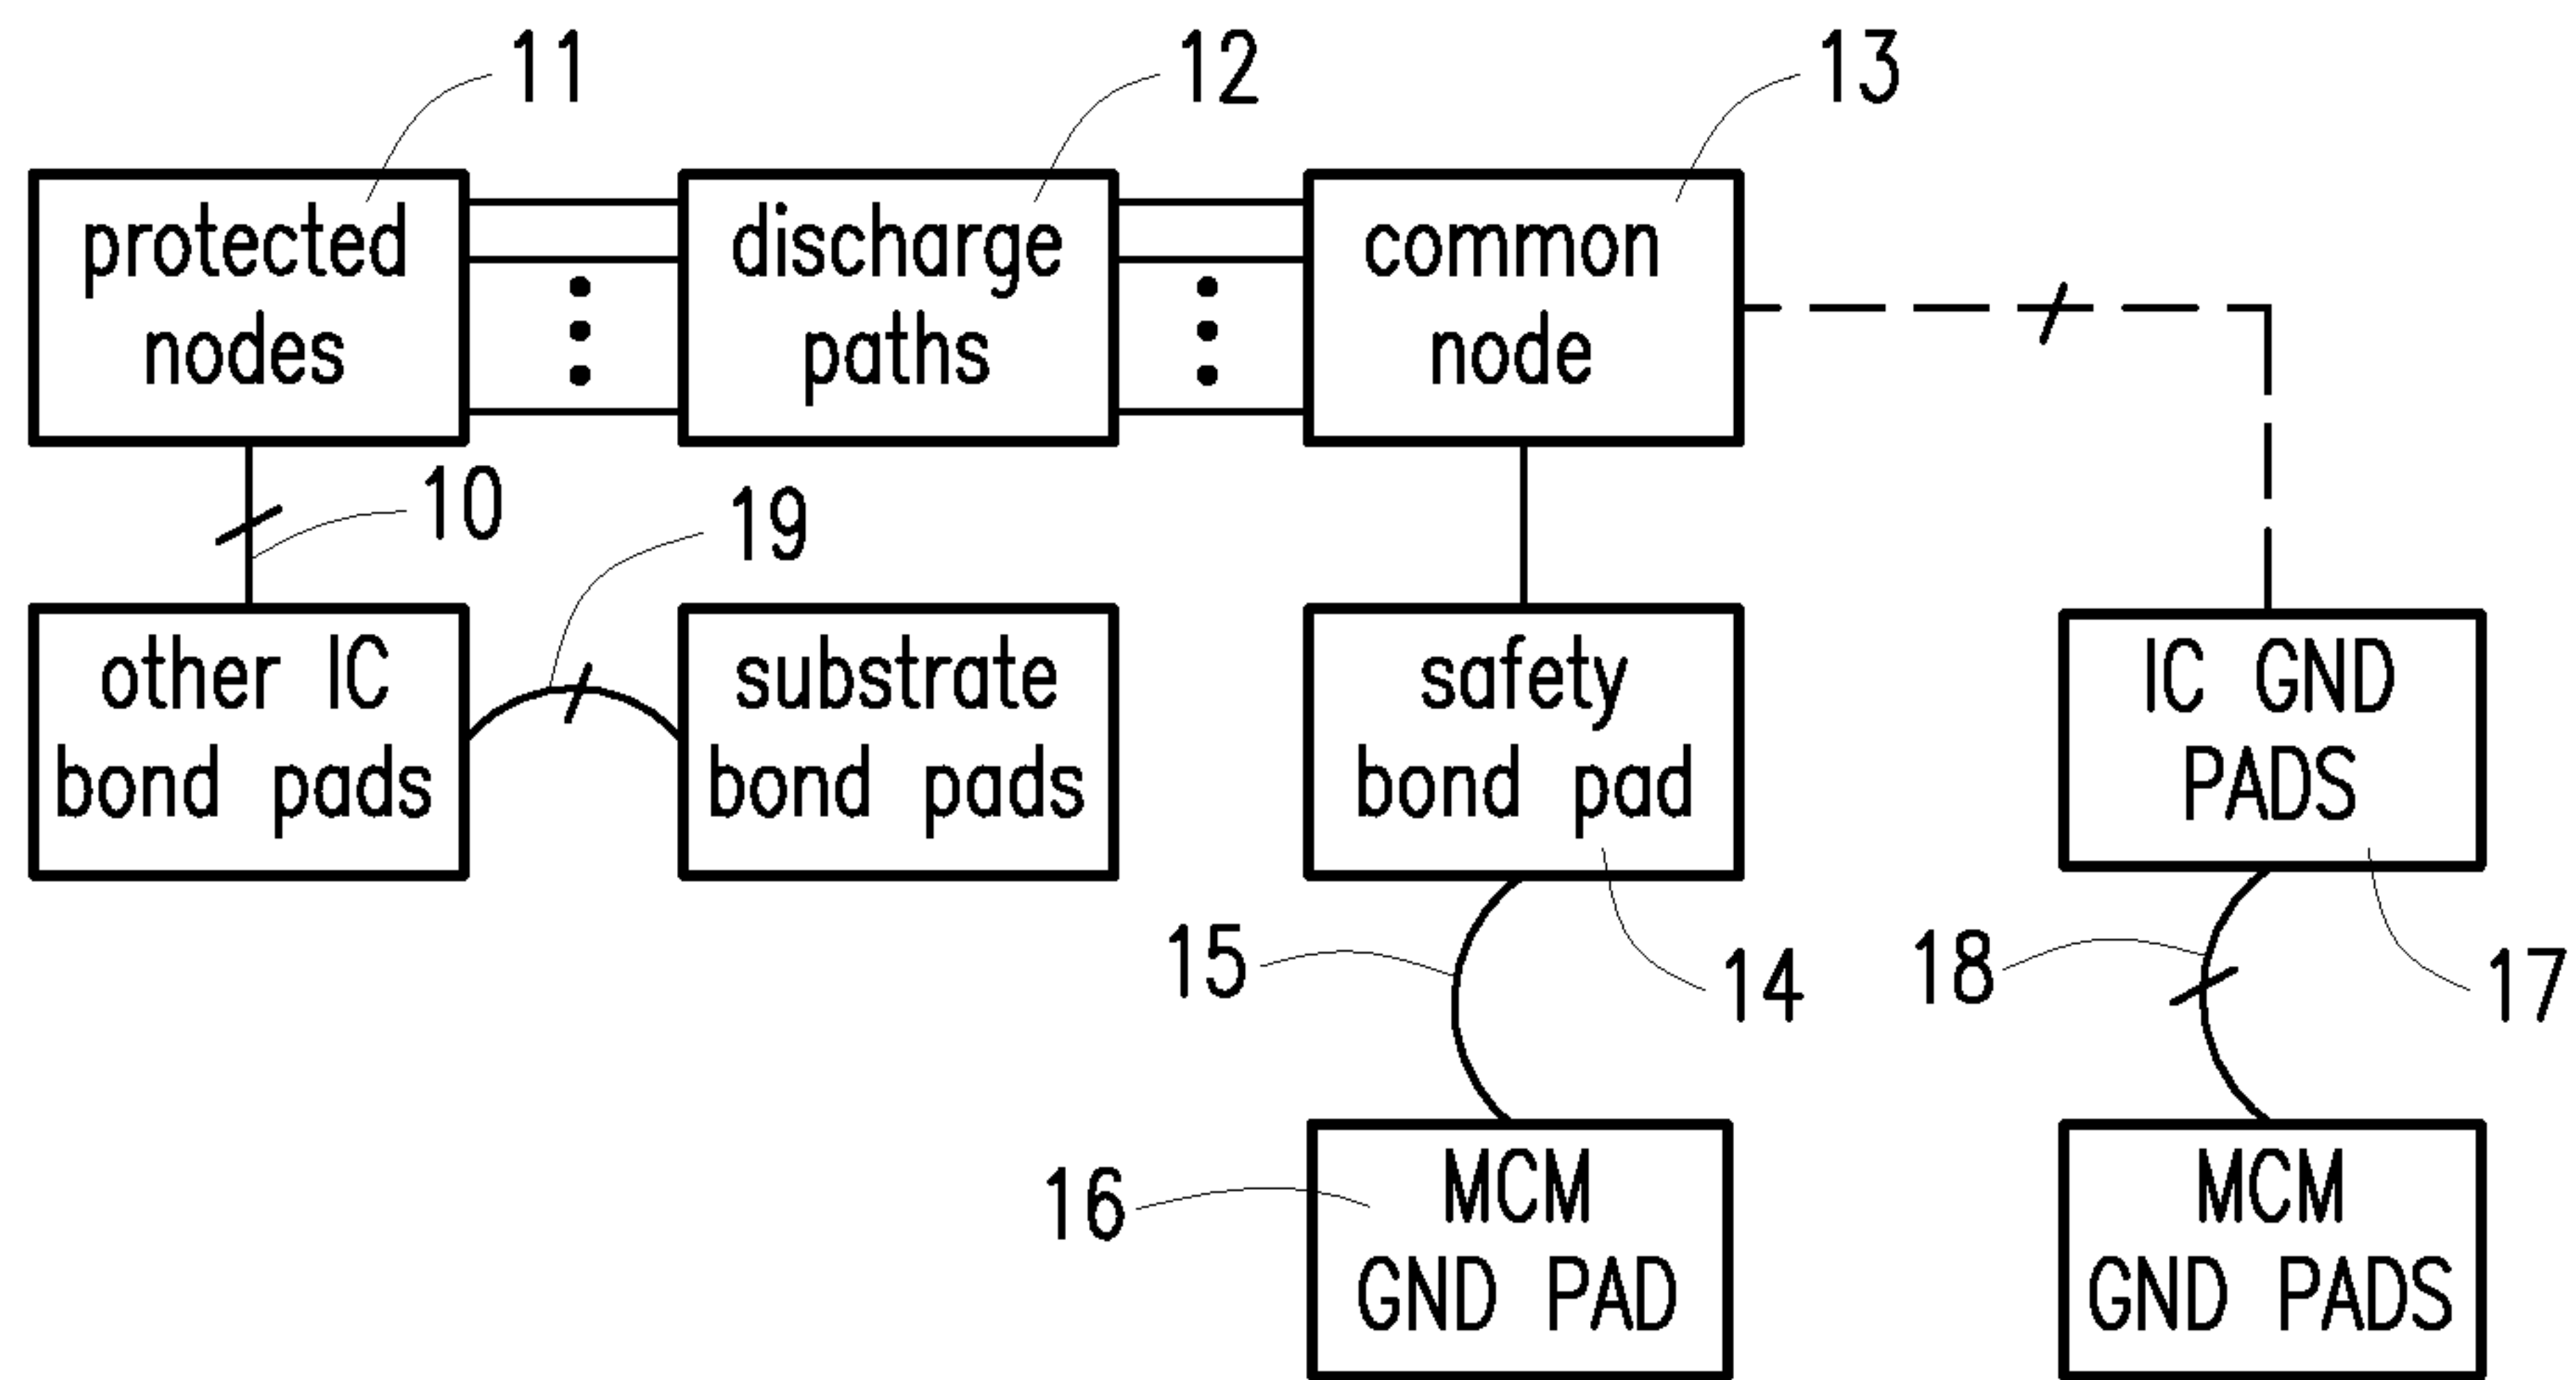 11
12
13
protected
nodes
discharge
paths
common
node
10
19
other IC
bond pads
substrate
bond pads
safety
bond pad
IC GND
PADS
15
14
18
17
16
MCM
GND PAD
MCM
GND PADS